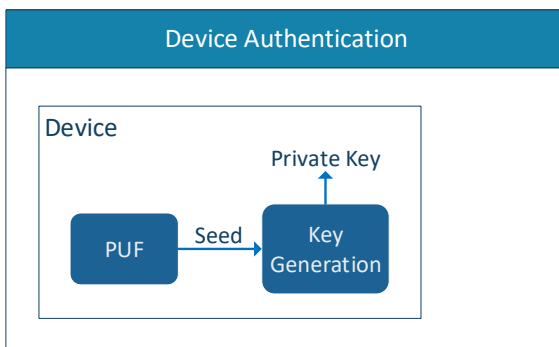 Device Authentication
Device
Private Key
PUF
Seed
Key
Generation